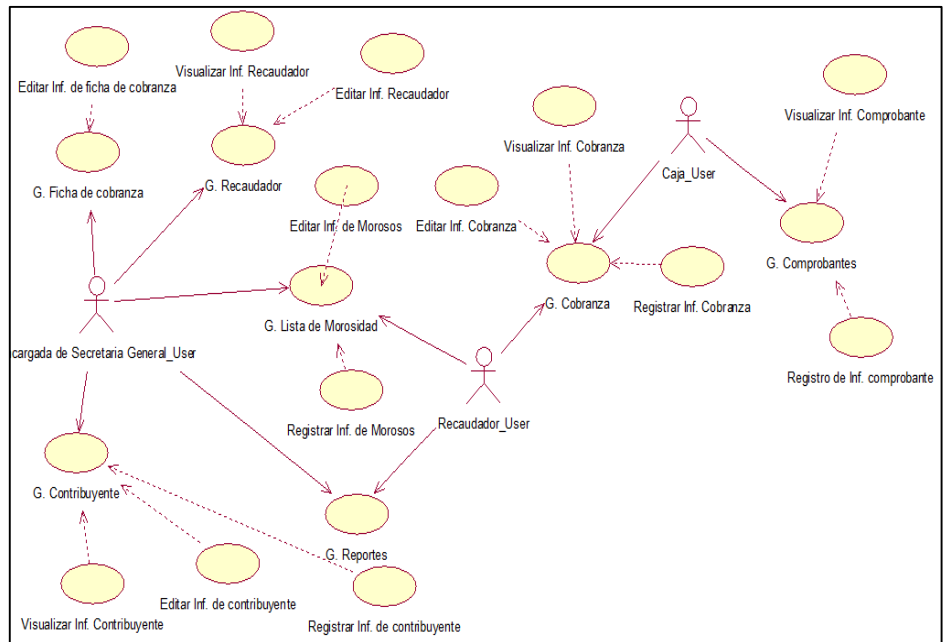 Editar Inf. de ficha de cobranza
Visualizar Inf. Recaudador
Editar Inf. Recaudador
Visualizar Inf. Comprobante
Visualizar Inf. Cobranza
Caja_User
G. Ficha de cobranza
G. Recaudador
Editar Inf. de Morosos
Editar Inf. Cobranza
G. Comprobantes
G. Cobranza
Registrar Inf. Cobranza
G. Lista de Morosidad
cargada de Secretaria General_User
Registro de Inf. comprobante
Registrar Inf. de Morosos
Recaudador_User
G. Contribuyente
G. Reportes
Visualizar Inf. Contribuyente
Editar Inf. de contribuyente
Registrar Inf. de contribuyente